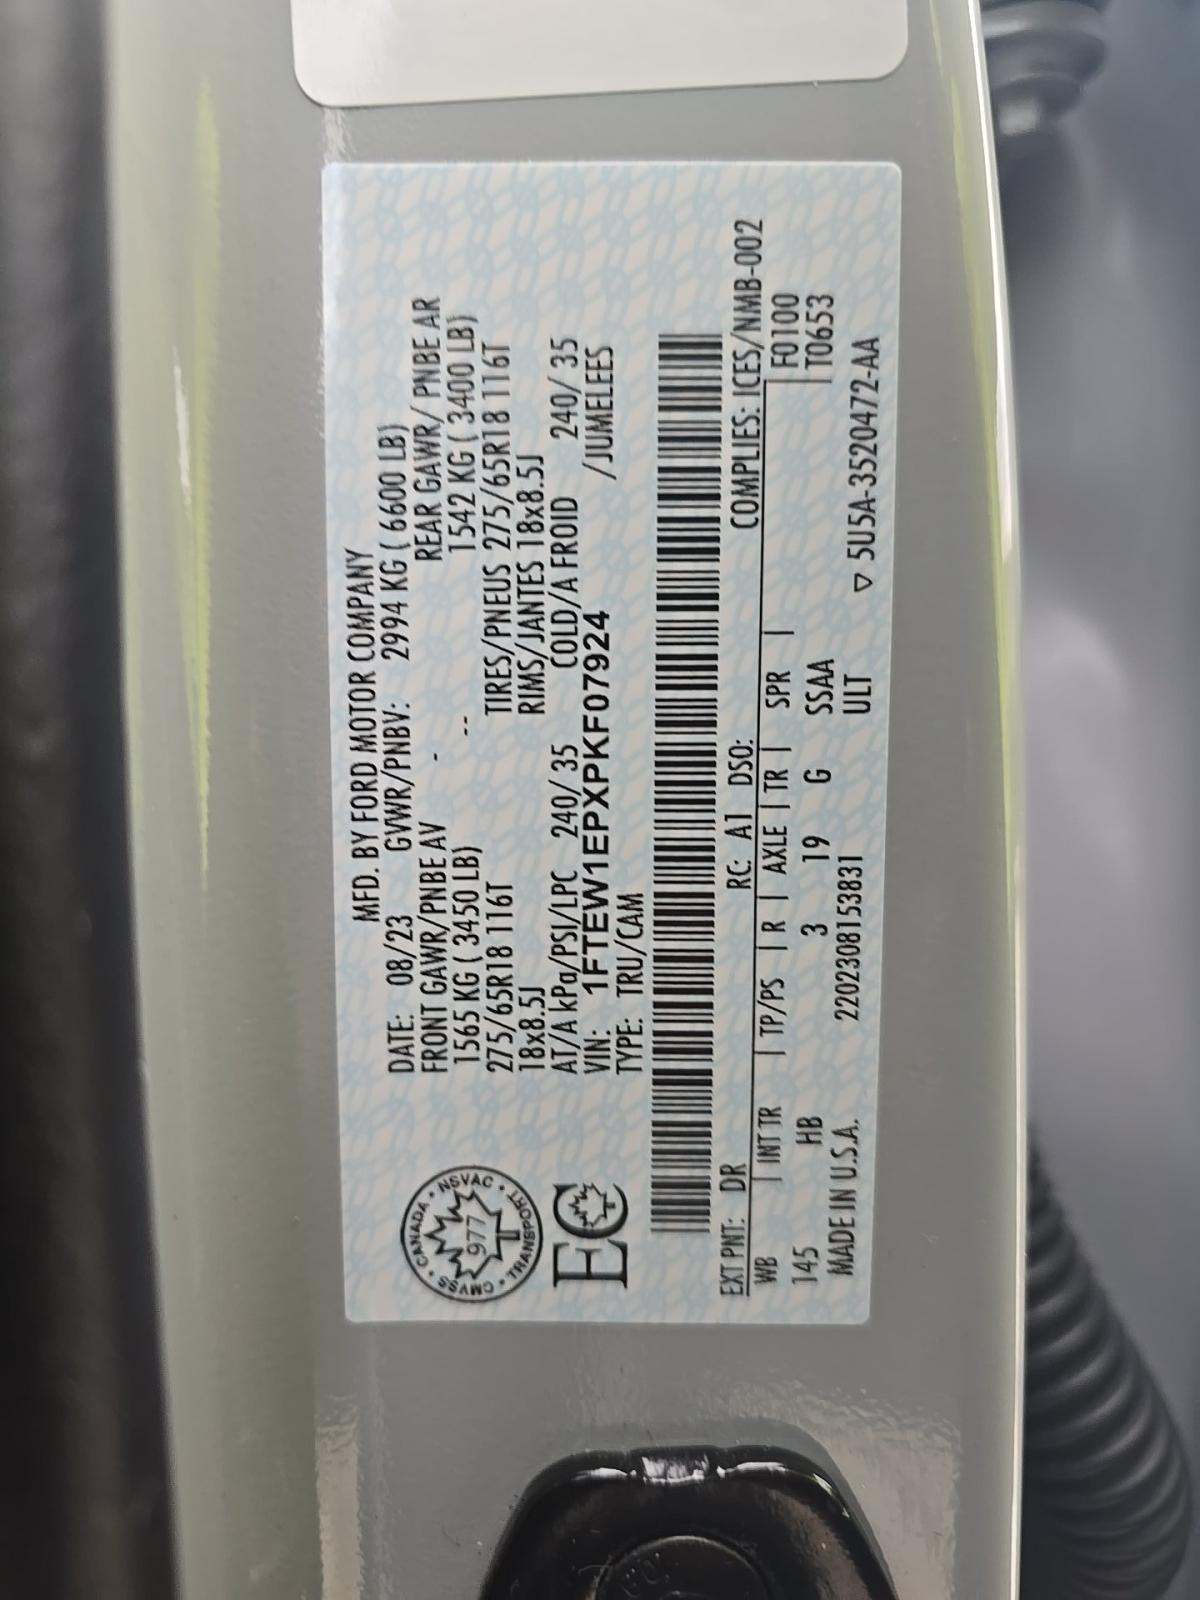 MFD. BY FORD MOTOR COMPANY
DATE: 08/23 GVWR/PNBV: 2994 KG ( 6600 LB)
FRONT GAWR/PNBE AV - REAR GAWR/ PNBE AR
1565 KG ( 3450 LB) -- 1542 KG ( 3400 LB)
275/65R18 116T TIRES/PNEUS 275/65R18 116T
18x8.5J RIMS/JANTES 18x8.5J
AT/A kPa/PSI/LPC 240/ 35 COLD/A FROID 240/ 35
VIN: 1FTEW1EPXPKF07924 /JUMELEES
TYPE: TRU/CAM
CANADA • NSVAC • TRANSPORT • CMVSS •
977
EC
EXT PNT: DR RC: A1 DSO: COMPLIES: ICES/NMB-002
WB | INT TR | TP/PS | R | AXLE | TR | SPR | F0100
145 HB 3 19 G SSAA | T0653
MADE IN U.S.A. 2202308153831 ULT ▽ 5U5A-3520472-AA